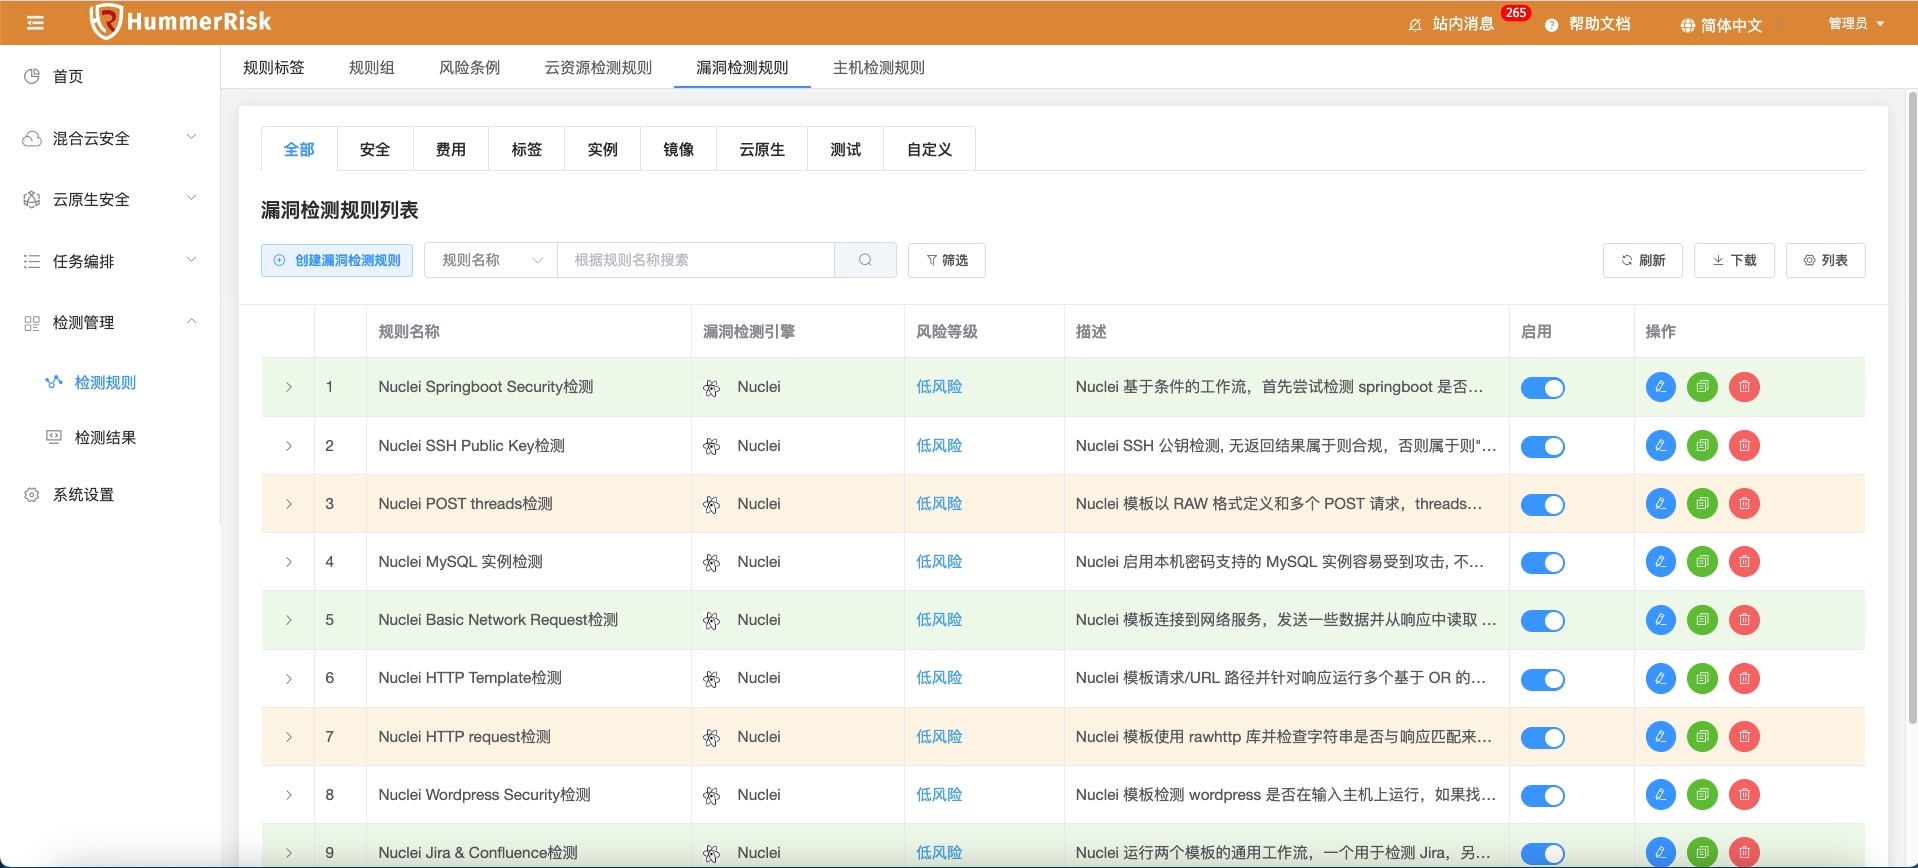 HummerRisk
站内消息
265
帮助文档
简体中文
管理员
首页
混合云安全
云原生安全
任务编排
检测管理
检测规则
检测结果
系统设置
规则标签
规则组
风险条例
云资源检测规则
漏洞检测规则
主机检测规则
全部
安全
费用
标签
实例
镜像
云原生
测试
自定义
漏洞检测规则列表
创建漏洞检测规则
规则名称
根据规则名称搜索
筛选
刷新
下载
列表
规则名称 漏洞检测引擎 风险等级 描述 启用 操作
1 Nuclei Springboot Security检测 Nuclei 低风险 Nuclei 基于条件的工作流，首先尝试检测 springboot 是否...
2 Nuclei SSH Public Key检测 Nuclei 低风险 Nuclei SSH 公钥检测, 无返回结果属于则合规，否则属于则"...
3 Nuclei POST threads检测 Nuclei 低风险 Nuclei 模板以 RAW 格式定义和多个 POST 请求，threads...
4 Nuclei MySQL 实例检测 Nuclei 低风险 Nuclei 启用本机密码支持的 MySQL 实例容易受到攻击, 不...
5 Nuclei Basic Network Request检测 Nuclei 低风险 Nuclei 模板连接到网络服务，发送一些数据并从响应中读取 ...
6 Nuclei HTTP Template检测 Nuclei 低风险 Nuclei 模板请求/URL 路径并针对响应运行多个基于 OR 的...
7 Nuclei HTTP request检测 Nuclei 低风险 Nuclei 模板使用 rawhttp 库并检查字符串是否与响应匹配来...
8 Nuclei Wordpress Security检测 Nuclei 低风险 Nuclei 模板检测 wordpress 是否在输入主机上运行，如果找...
9 Nuclei Jira & Confluence检测 Nuclei 低风险 Nuclei 运行两个模板的通用工作流，一个用于检测 Jira，另...